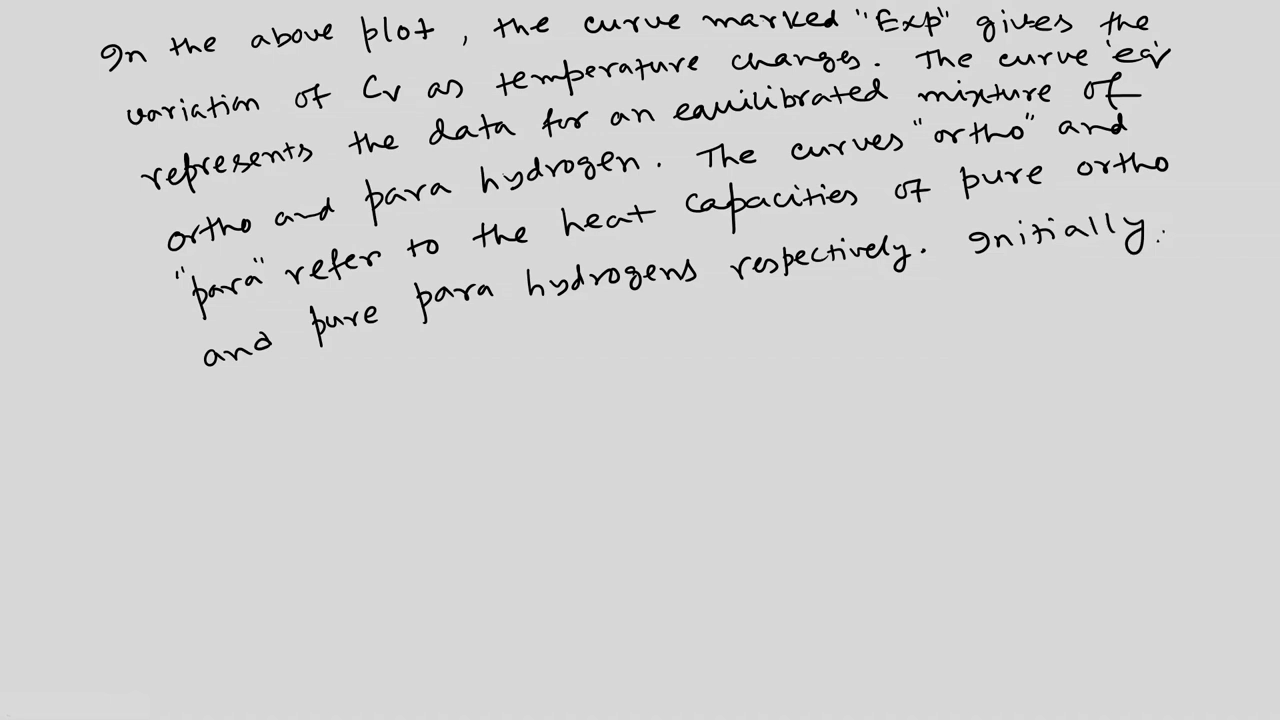 In the above plot, the curve marked "Exp" gives the
variation of Cv as temperature changes. The curve 'eq'
represents the data for an equilibrated mixture of
ortho and para hydrogen. The curves "ortho" and
"para" refer to the heat capacities of pure ortho
and pure para hydrogens respectively. Initially.